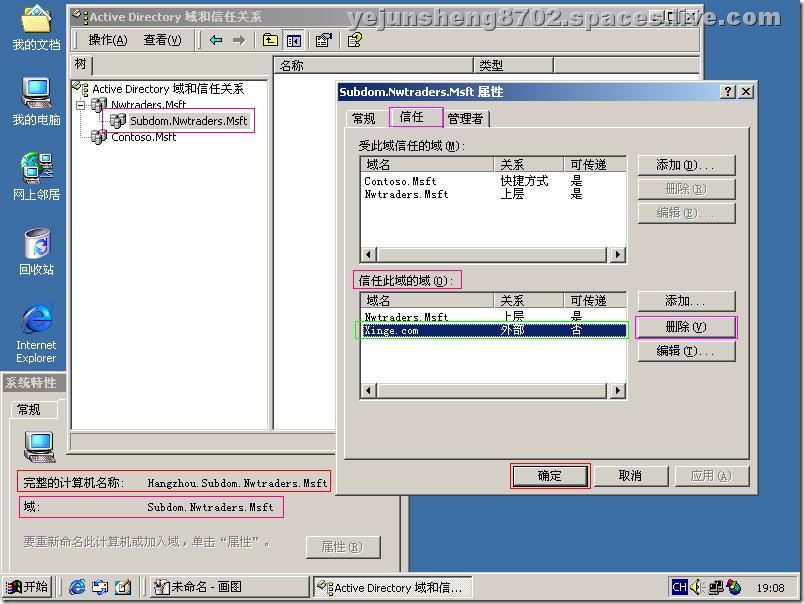 yejunsheng8702.spaces.live.com
我的文档
我的电脑
网上邻居
回收站
Internet
Explorer
Active Directory 域和信任关系
操作(A) 查看(V)
树
Active Directory 域和信任关系
Nwtraders.Msft
Subdom.Nwtraders.Msft
Contoso.Msft
名称 类型
Subdom.Nwtraders.Msft 属性
常规 信任 管理者
受此域信任的域(M):
域名 关系 可传递
Contoso.Msft 快捷方式 是
Nwtraders.Msft 上层 是
添加(D)...
删除(R)
编辑(E)...
信任此域的域(O):
域名 关系 可传递
Nwtraders.Msft 上层 是
Xinge.com 外部 否
添加...
删除(V)
编辑(T)...
确定 取消 应用(A)
系统特性
常规
完整的计算机名称: Hangzhou.Subdom.Nwtraders.Msft
域: Subdom.Nwtraders.Msft
要重新命名此计算机或加入域，单击“属性”。
属性(R)
开始
未命名 - 画图
Active Directory 域和信...
CH
19:08